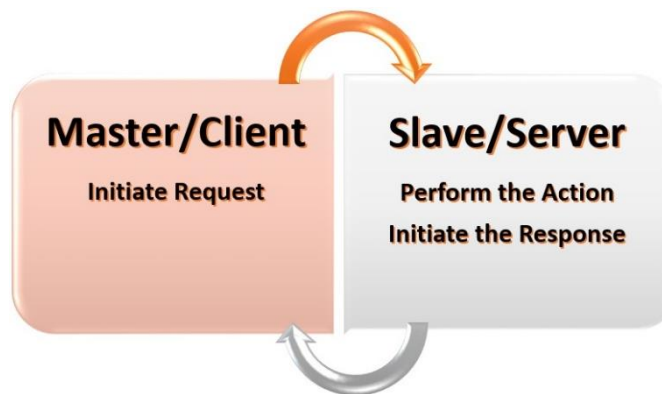 Master/Client
Initiate Request
Slave/Server
Perform the Action
Initiate the Response